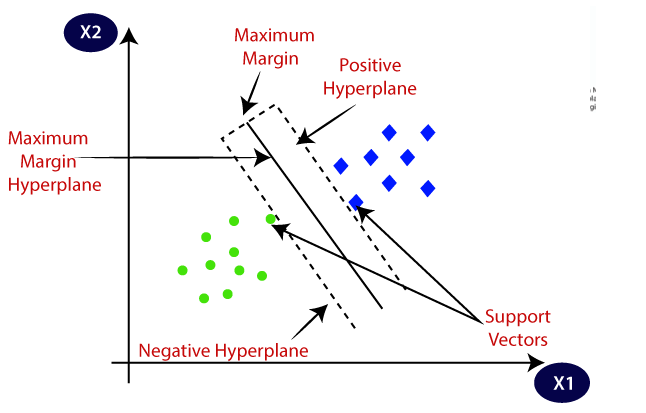 X2
Maximum
Margin
Positive
Hyperplane
Maximum
Margin
Hyperplane
Support
Vectors
Negative Hyperplane
X1